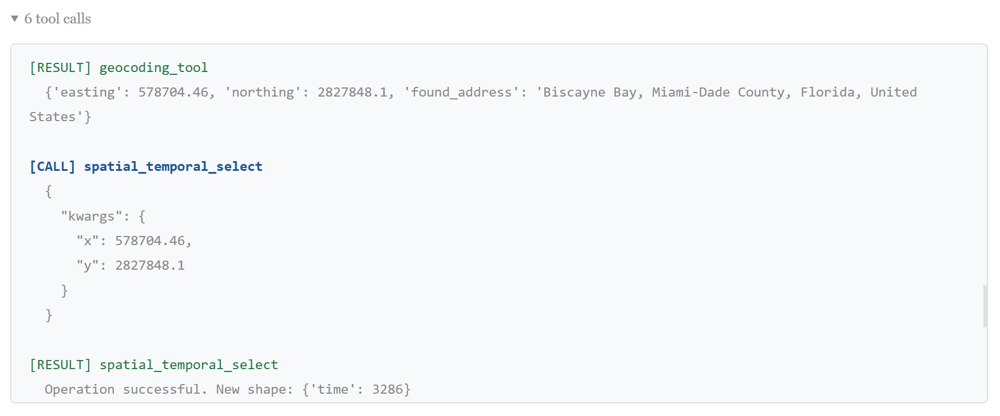 ▼ 6 tool calls
[RESULT] geocoding_tool
{'easting': 578704.46, 'northing': 2827848.1, 'found_address': 'Biscayne Bay, Miami-Dade County, Florida, United
States'}
[CALL] spatial_temporal_select
{
"kwargs": {
"x": 578704.46,
"y": 2827848.1
}
}
[RESULT] spatial_temporal_select
Operation successful. New shape: {'time': 3286}